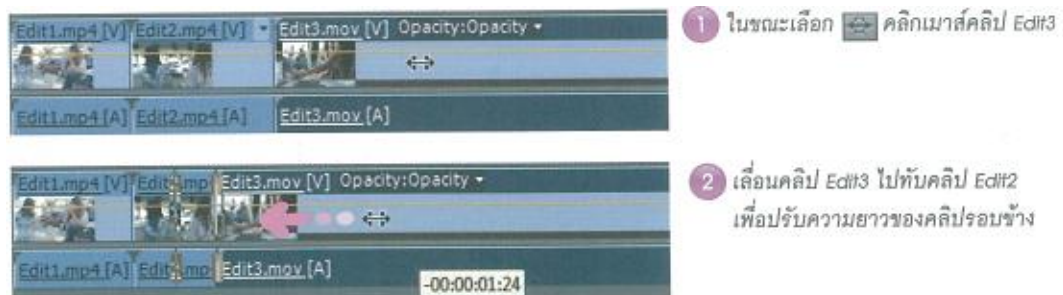 Edit1.mp4 [V] Edit2.mp4 [V] Edit3.mov [V] Opacity:Opacity
Edit1.mp4 [A] Edit2.mp4 [A] Edit3.mov [A]
1 ในขณะเลือก คลิกเมาส์คลิป Edit3
Edit1.mp4 [V] Edit mp Edit3.mov [V] Opacity:Opacity
Edit1.mp4 [A] Edit mp Edit3.mov [A]
-00:00:01:24
2 เลื่อนคลิป Edit3 ไปทับคลิป Edit2
เพื่อปรับความยาวของคลิปรอบข้าง